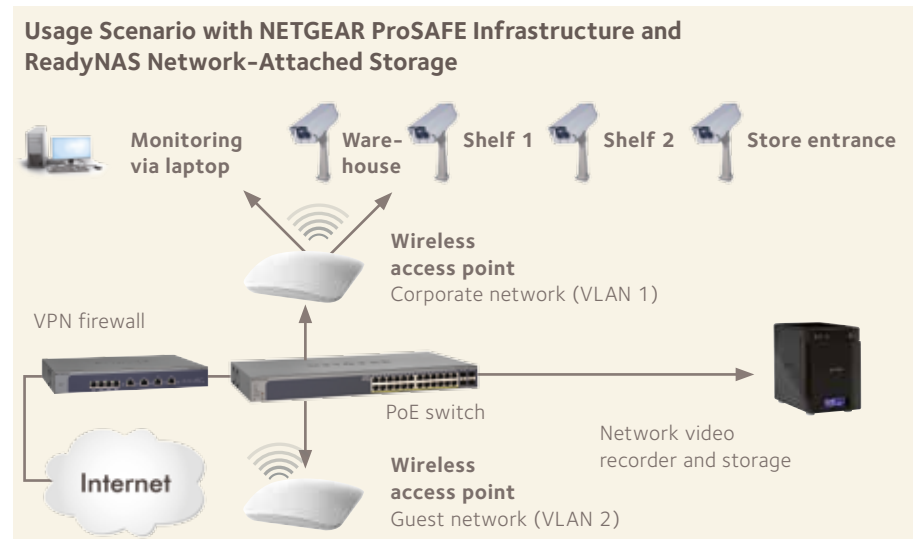 Usage Scenario with NETGEAR ProSAFE Infrastructure and
ReadyNAS Network-Attached Storage
Monitoring
via laptop
Ware-
house
Shelf 1
Shelf 2
Store entrance
Wireless
access point
Corporate network (VLAN 1)
VPN firewall
NETGEAR
PoE switch
Network video
recorder and storage
Internet
Wireless
access point
Guest network (VLAN 2)